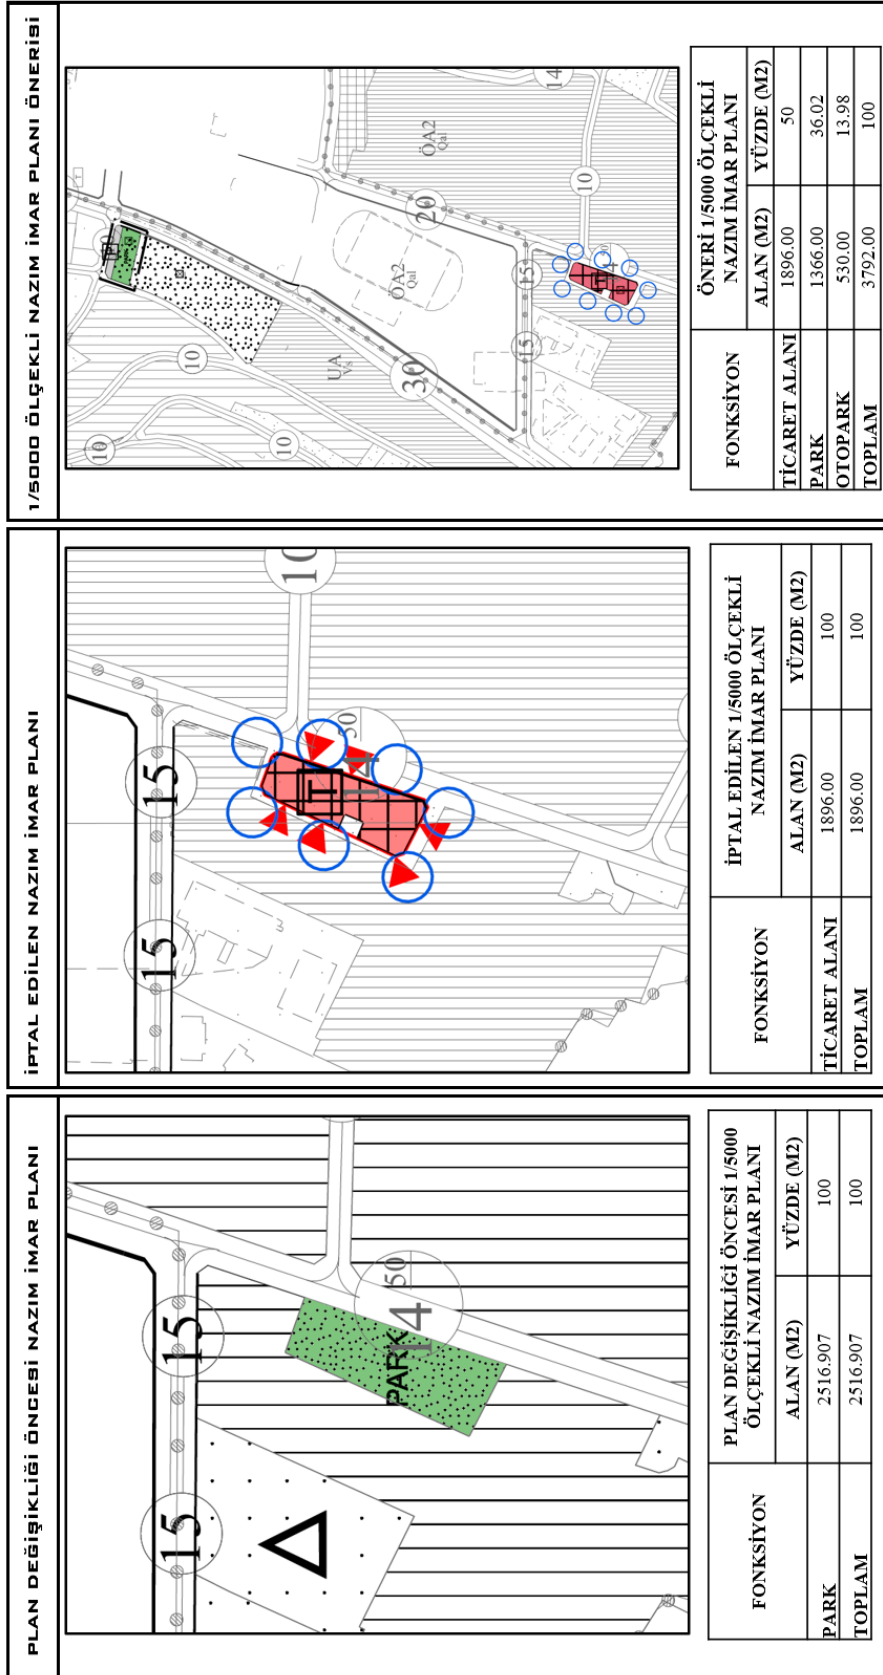 PLAN DEĞİŞİKLİĞİ ÖNCESİ NAZIM İMAR PLANI
15
15
14
50
PARK
FONKSİYON
PLAN DEĞİŞİKLİĞİ ÖNCESİ 1/5000
ÖLÇEKLİ NAZIM İMAR PLANI
ALAN (M2)
YÜZDE (M2)
PARK
2516.907
100
TOPLAM
2516.907
100
İPTAL EDİLEN NAZIM İMAR PLANI
15
15
10
T
14
50
FONKSİYON
İPTAL EDİLEN 1/5000 ÖLÇEKLİ
NAZIM İMAR PLANI
ALAN (M2)
YÜZDE (M2)
TİCARET ALANI
1896.00
100
TOPLAM
1896.00
100
1/5000 ÖLÇEKLİ NAZIM İMAR PLANI ÖNERİSİ
10
10
10
UA
30
ÖA2
Qal
20
ÖA2
Qal
14
10
15
15
T
FONKSİYON
ÖNERİ 1/5000 ÖLÇEKLİ
NAZIM İMAR PLANI
ALAN (M2)
YÜZDE (M2)
TİCARET ALANI
1896.00
50
PARK
1366.00
36.02
OTOPARK
530.00
13.98
TOPLAM
3792.00
100